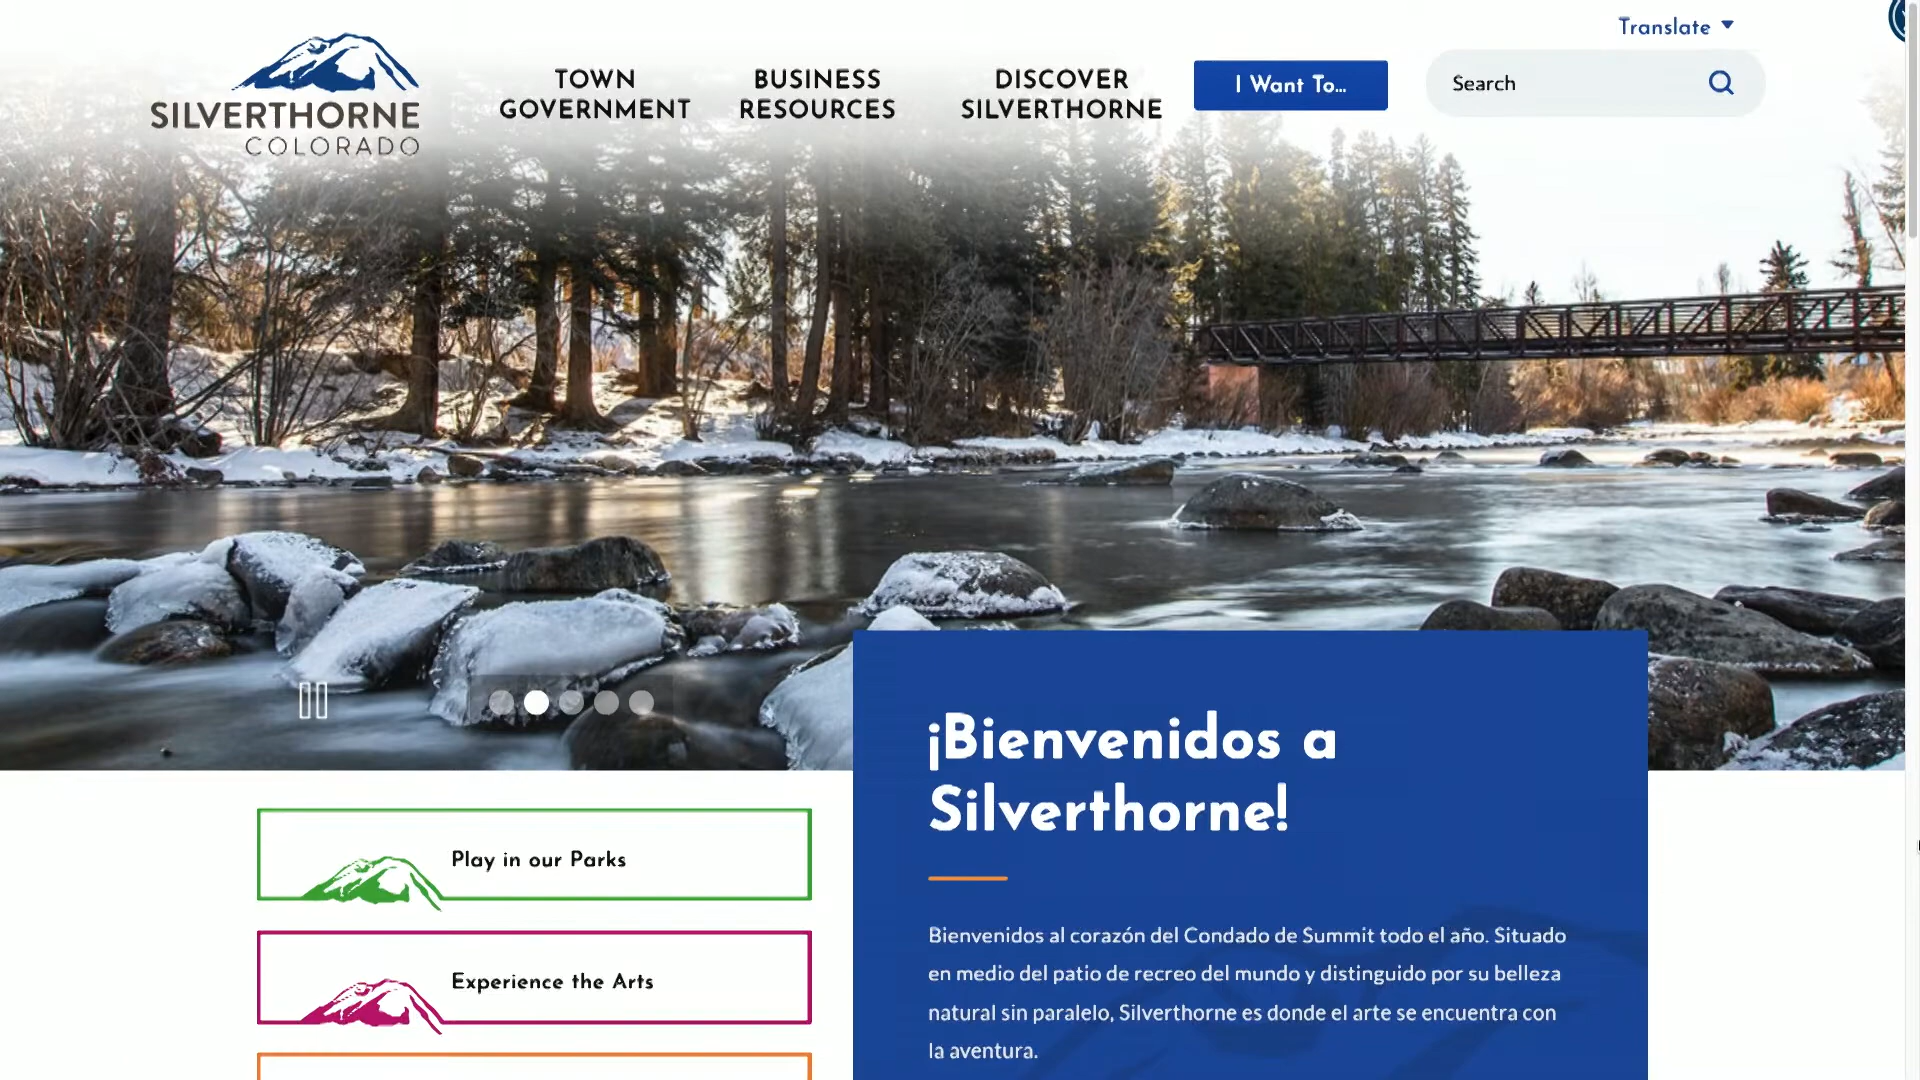 Translate
SILVERTHORNE
COLORADO
TOWN
GOVERNMENT
BUSINESS
RESOURCES
DISCOVER
SILVERTHORNE
I Want To...
Search
¡Bienvenidos a
Silverthorne!
Play in our Parks
Experience the Arts
Bienvenidos al corazón del Condado de Summit todo el año. Situado
en medio del patio de recreo del mundo y distinguido por su belleza
natural sin paralelo, Silverthorne es donde el arte se encuentra con
la aventura.